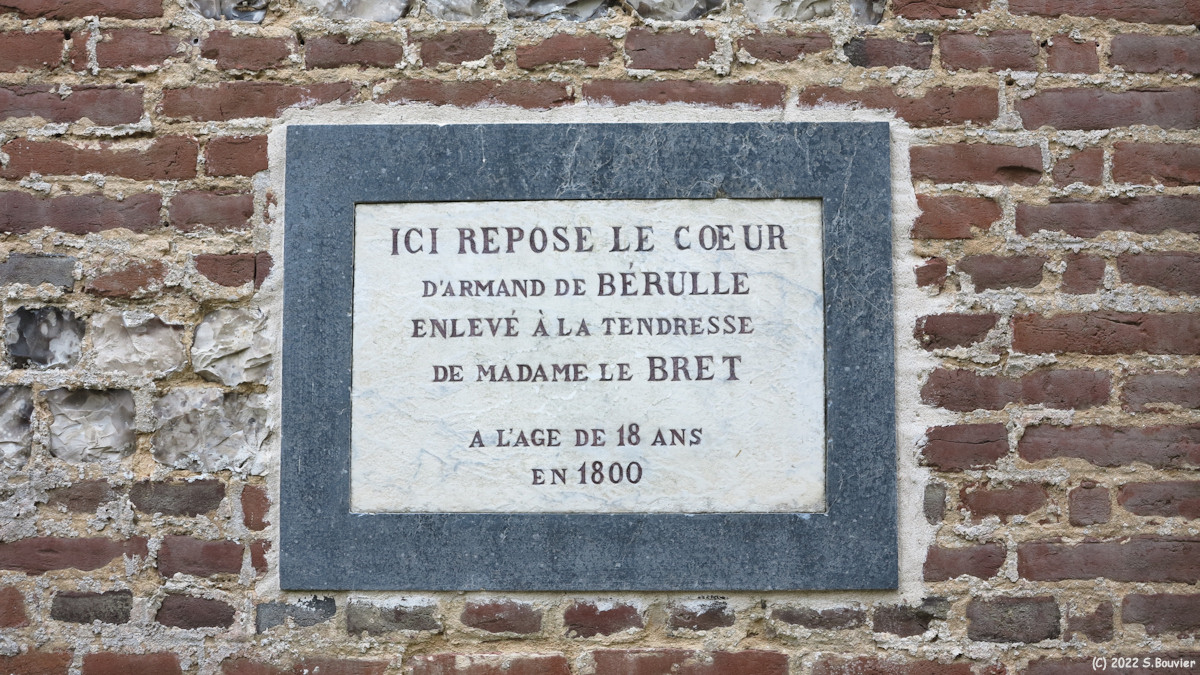 ICI REPOSE LE CŒUR
D'ARMAND DE BÉRULLE
ENLEVÉ À LA TENDRESSE
DE MADAME LE BRET
A L'AGE DE 18 ANS
EN 1800
(C) 2022 S.Bouvier